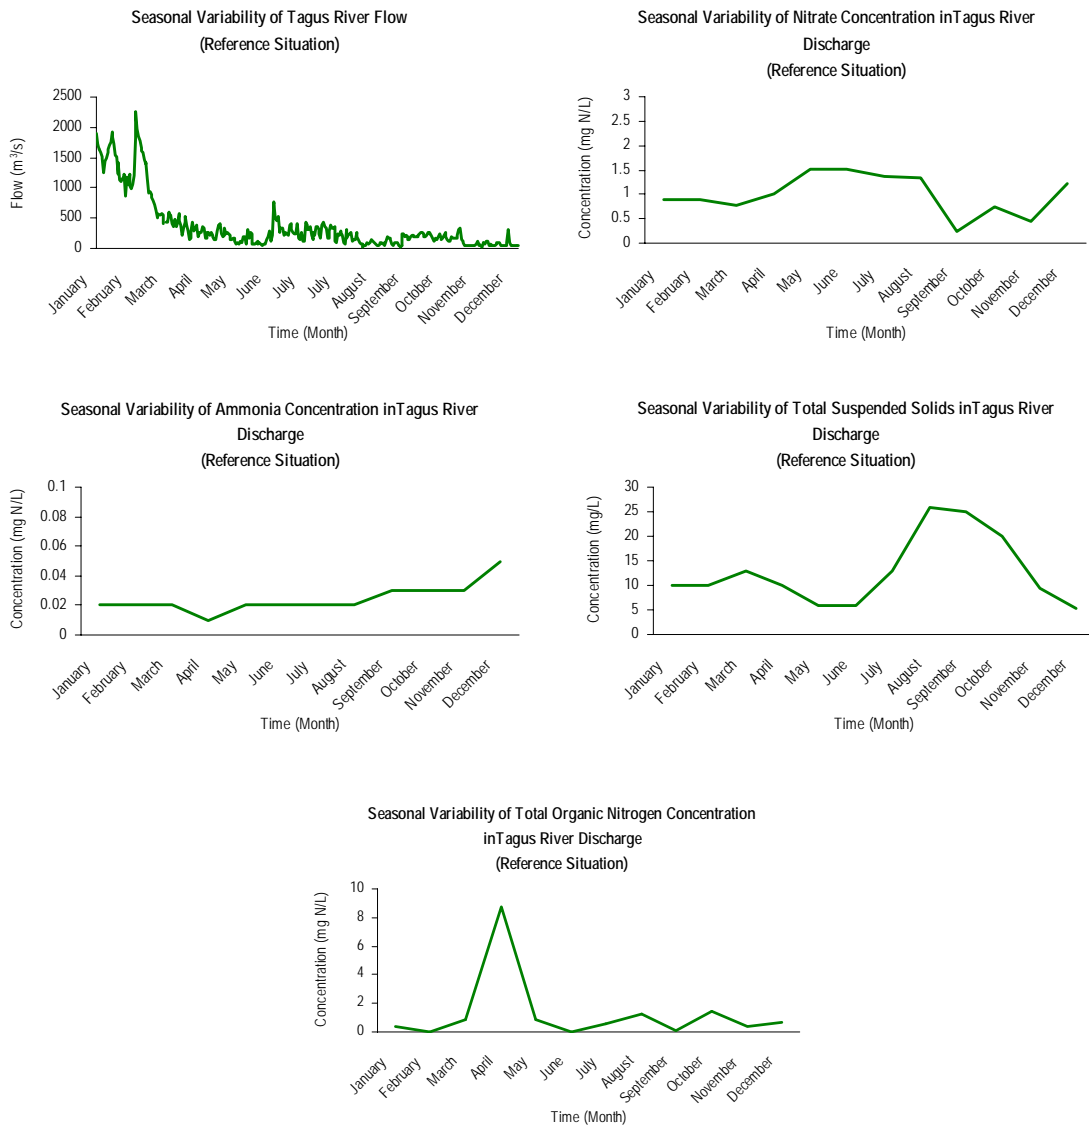 Seasonal Variability of Tagus River Flow
(Reference Situation)
2500
2000
1500
1000
500
0
Flow (m³/s)
January
February
March
April
May
June
July
July
August
September
October
November
December
Time (Month)
Seasonal Variability of Nitrate Concentration inTagus River
Discharge
(Reference Situation)
3
2.5
2
1.5
1
0.5
0
Concentration (mg N/L)
January
February
March
April
May
June
July
August
September
October
November
December
Time (Month)
Seasonal Variability of Ammonia Concentration inTagus River
Discharge
(Reference Situation)
0.1
0.08
0.06
0.04
0.02
0
Concentration (mg N/L)
January
February
March
April
May
June
July
August
September
October
November
December
Time (Month)
Seasonal Variability of Total Suspended Solids inTagus River
Discharge
(Reference Situation)
30
25
20
15
10
5
0
Concentration (mg/L)
January
February
March
April
May
June
July
August
September
October
November
December
Time (Month)
Seasonal Variability of Total Organic Nitrogen Concentration
inTagus River Discharge
(Reference Situation)
10
8
6
4
2
0
Concentration (mg N/L)
January
February
March
April
May
June
July
August
September
October
November
December
Time (Month)